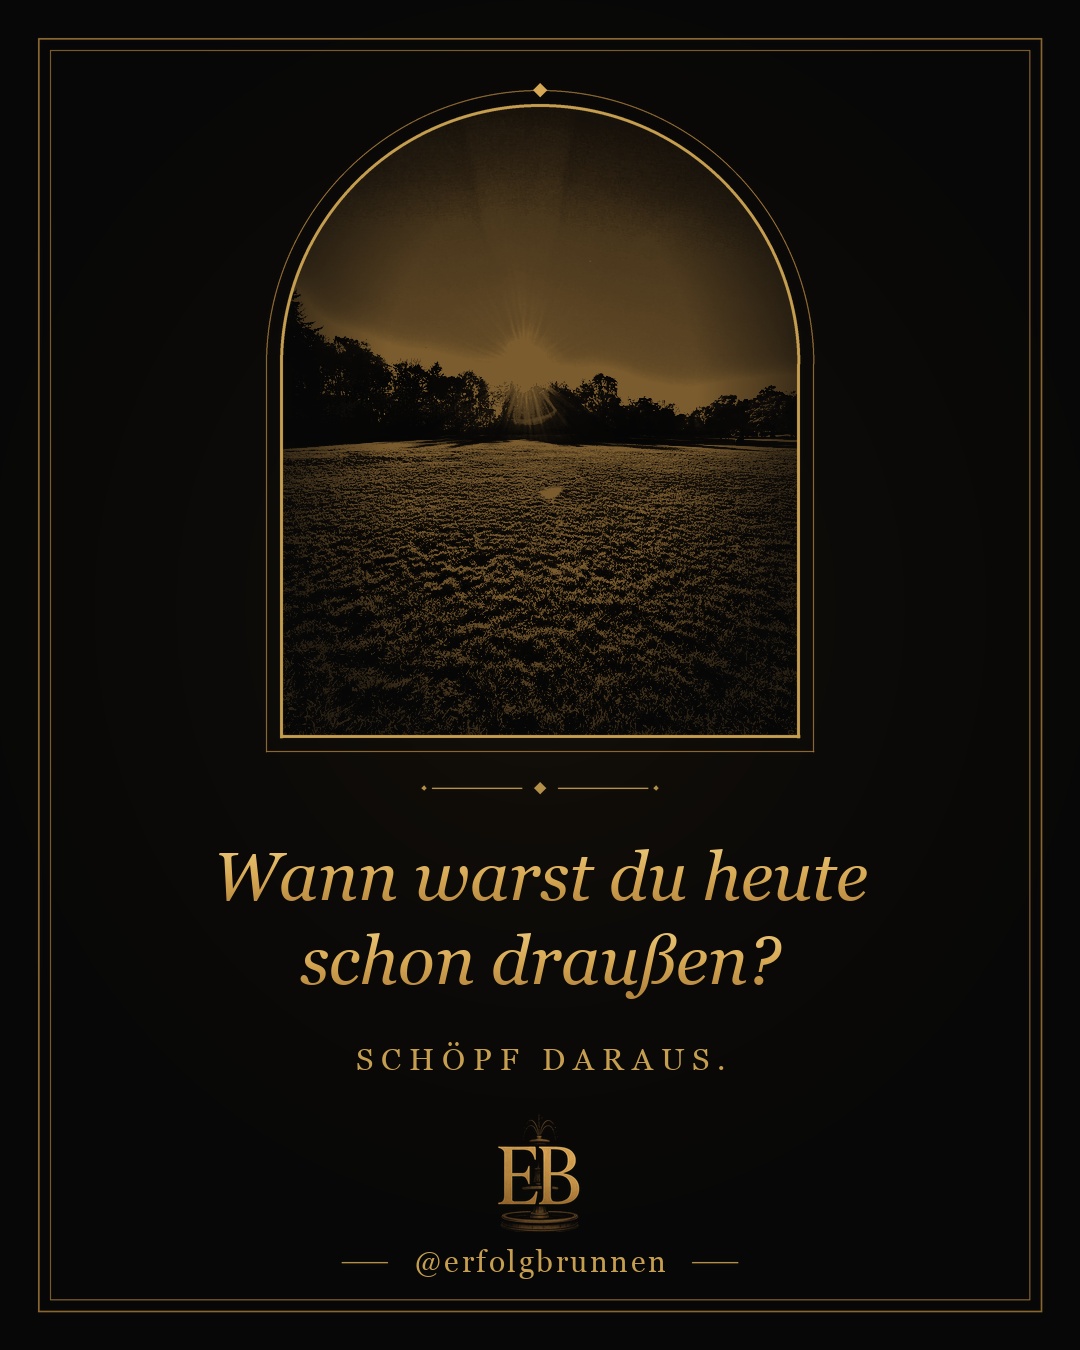 Wann warst du heute
schon draußen?
SCHÖPF DARAUS.
EB
@erfolgbrunnen